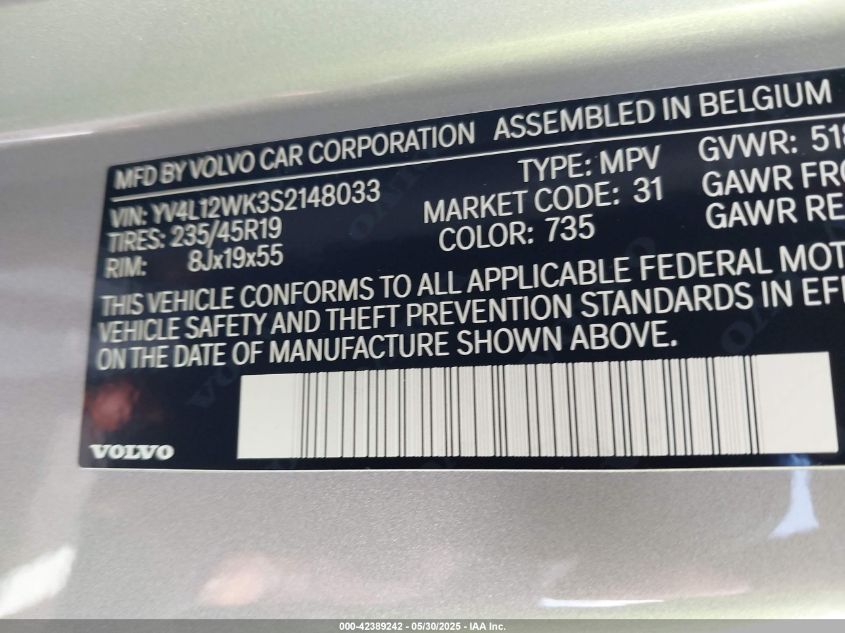 MFD BY VOLVO CAR CORPORATION ASSEMBLED IN BELGIUM
VIN: YV4L12WK3S2148033 TYPE: MPV GVWR: 518
TIRES: 235/45R19 MARKET CODE: 31 GAWR FRO
RIM: 8Jx19x55 COLOR: 735 GAWR RE
THIS VEHICLE CONFORMS TO ALL APPLICABLE FEDERAL MOT
VEHICLE SAFETY AND THEFT PREVENTION STANDARDS IN EFF
ON THE DATE OF MANUFACTURE SHOWN ABOVE.
VOLVO
000-42389242 - 05/30/2025 - IAA Inc.